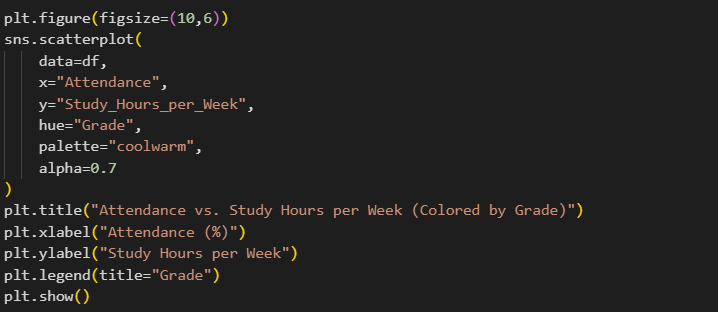 plt.figure(figsize=(10,6))
sns.scatterplot(
    data=df,
    x="Attendance",
    y="Study_Hours_per_Week",
    hue="Grade",
    palette="coolwarm",
    alpha=0.7
)
plt.title("Attendance vs. Study Hours per Week (Colored by Grade)")
plt.xlabel("Attendance (%)")
plt.ylabel("Study Hours per Week")
plt.legend(title="Grade")
plt.show()